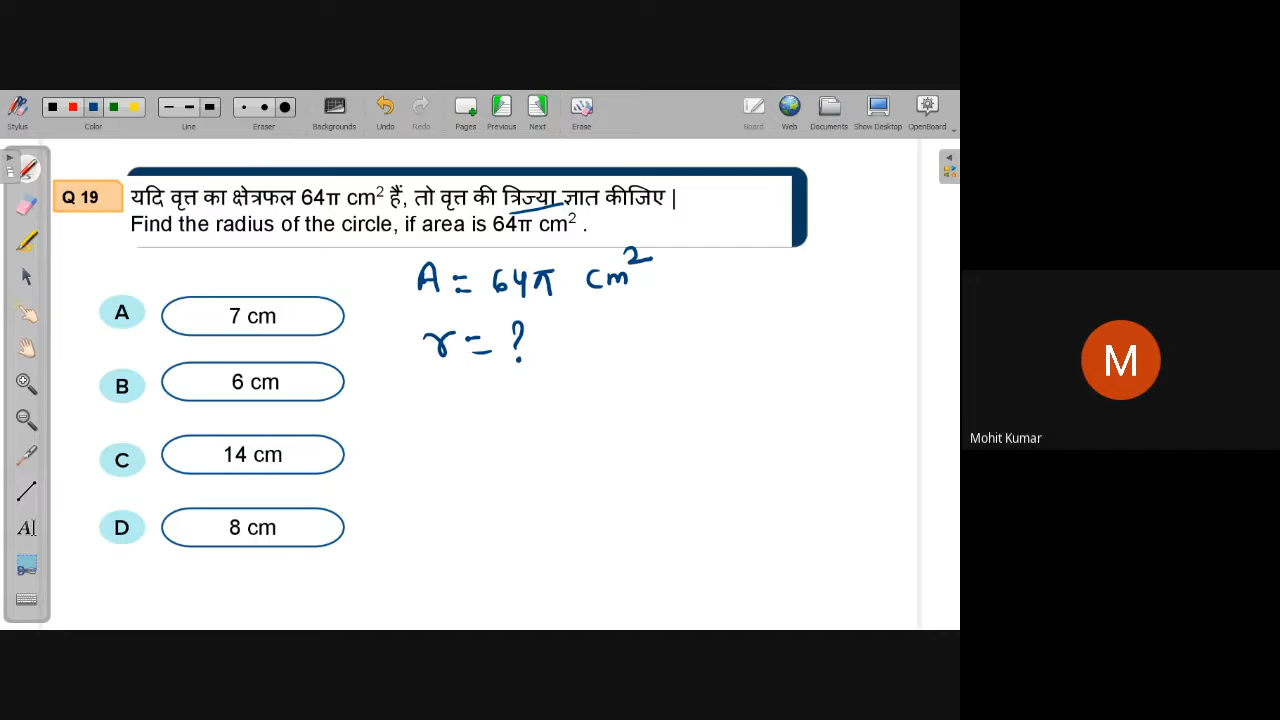 Stylus
Color
Line
Eraser
Backgrounds
Undo
Redo
Pages
Previous
Next
Erase
Board
Web
Documents
Show Desktop
OpenBoard
Q 19
यदि वृत्त का क्षेत्रफल 64π cm² हैं, तो वृत्त की त्रिज्या ज्ञात कीजिए |
Find the radius of the circle, if area is 64π cm² .
A = 64π cm²
r = ?
A 7 cm
B 6 cm
C 14 cm
D 8 cm
M
Mohit Kumar